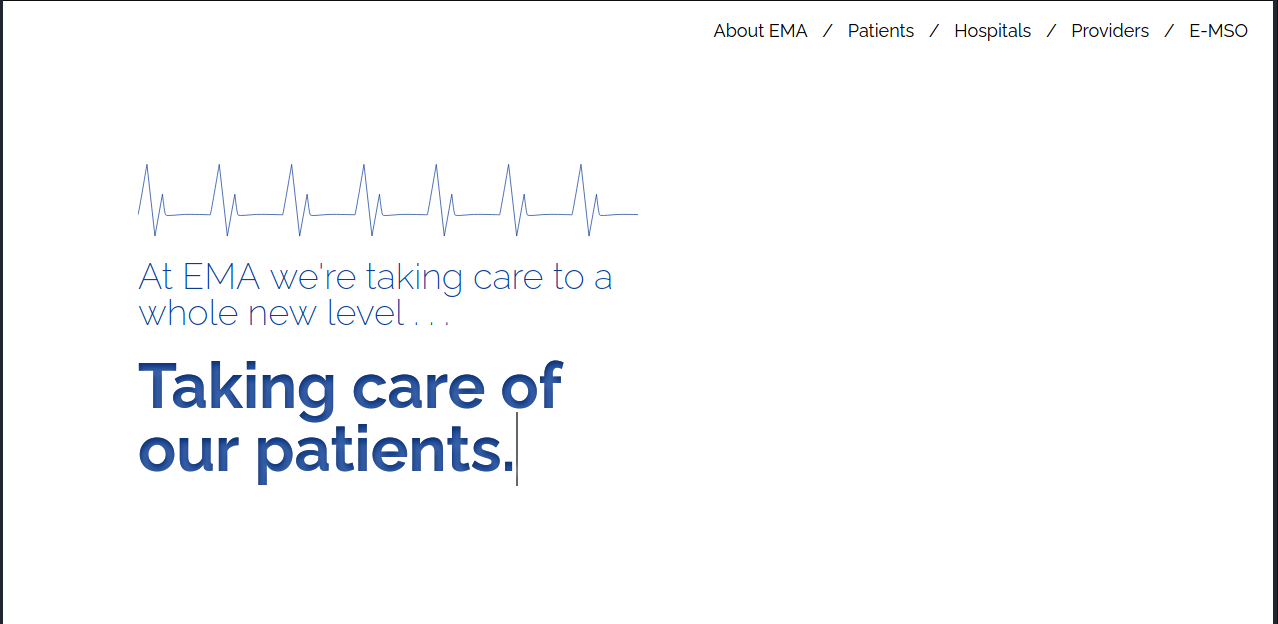 About EMA / Patients / Hospitals / Providers / E-MSO
At EMA we're taking care to a
whole new level . . .
Taking care of
our patients.